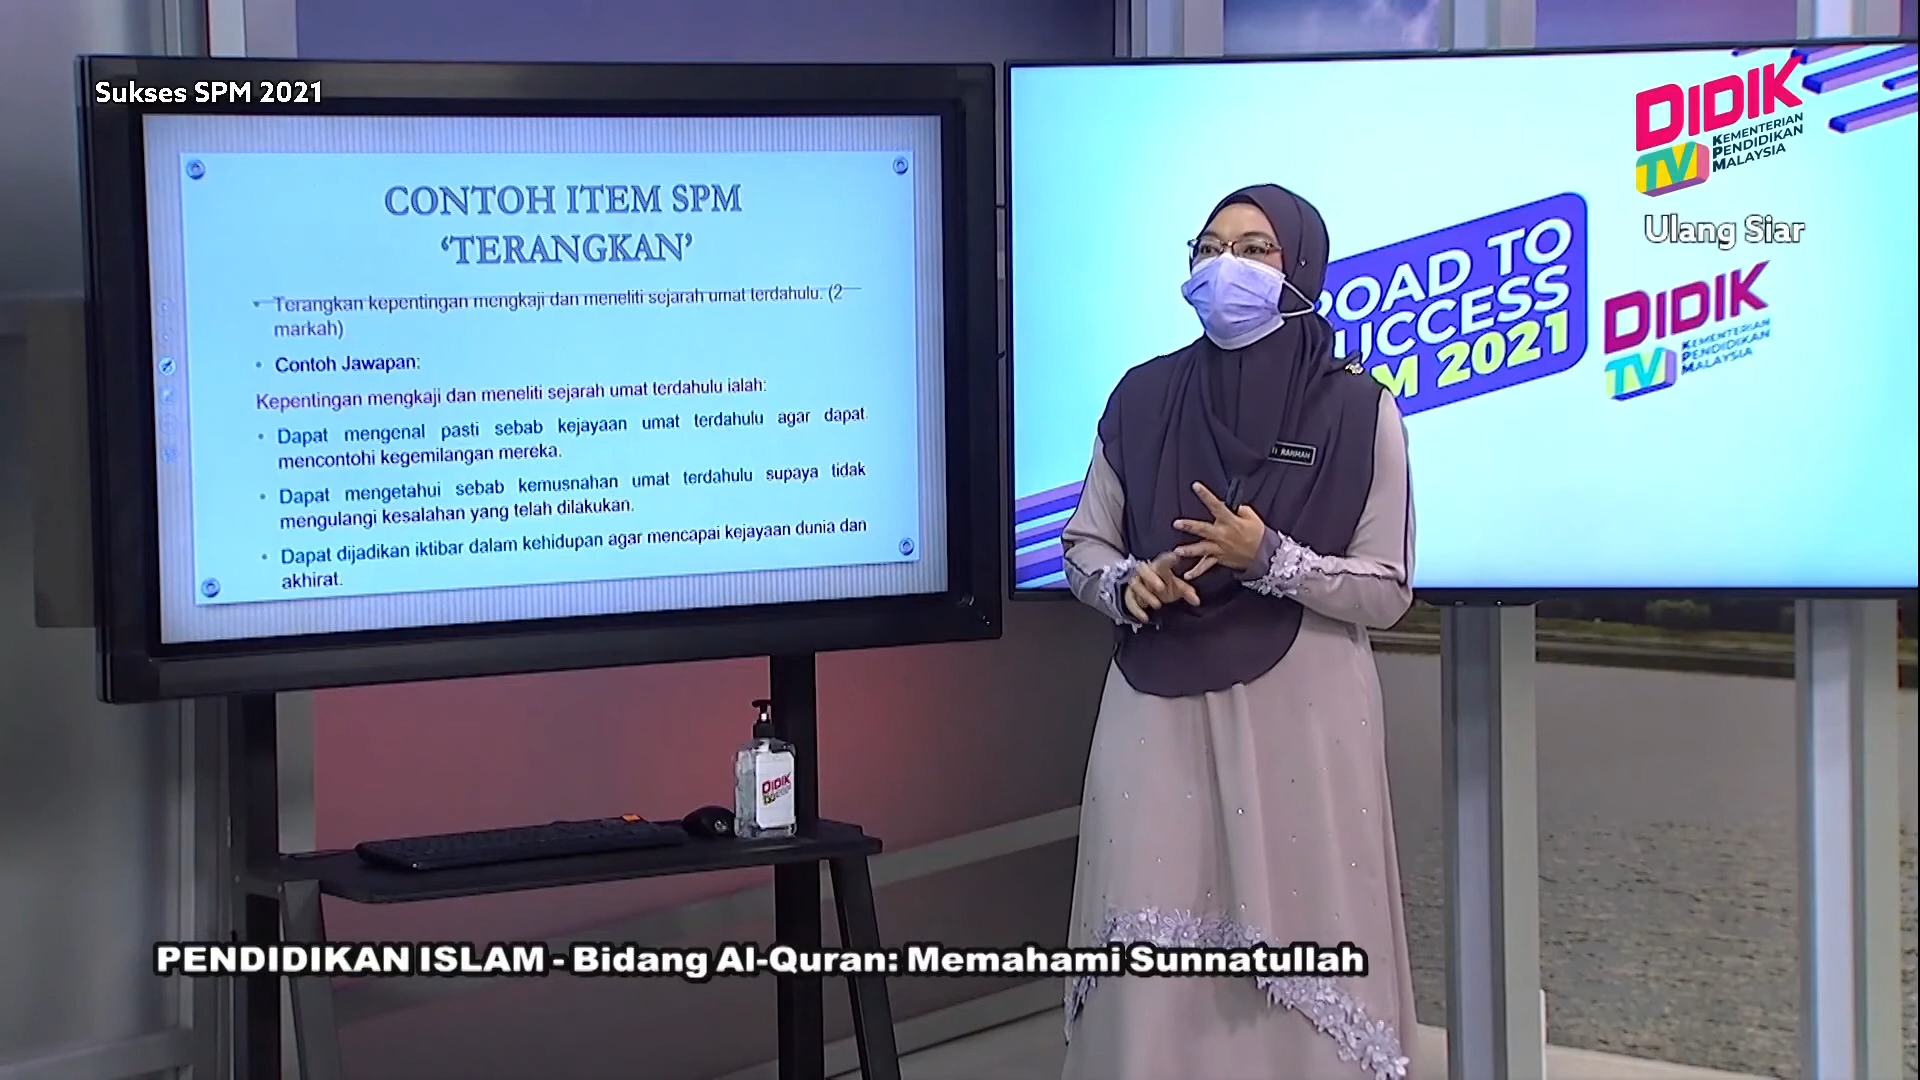 Sukses SPM 2021
CONTOH ITEM SPM
‘TERANGKAN’
• Terangkan kepentingan mengkaji dan meneliti sejarah umat terdahulu. (2
markah)
• Contoh Jawapan:
Kepentingan mengkaji dan meneliti sejarah umat terdahulu ialah:
• Dapat mengenal pasti sebab kejayaan umat terdahulu agar dapat
mencontohi kegemilangan mereka.
• Dapat mengetahui sebab kemusnahan umat terdahulu supaya tidak
mengulangi kesalahan yang telah dilakukan.
• Dapat dijadikan iktibar dalam kehidupan agar mencapai kejayaan dunia dan
akhirat.
DIDIK
TV
KEMENTERIAN
PENDIDIKAN
MALAYSIA
Ulang Siar
ROAD TO
UCCESS
M 2021
DIDIK
TV
KEMENTERIAN
PENDIDIKAN
MALAYSIA
TI RAHMAH
DIDIK
TV
PENDIDIKAN ISLAM - Bidang Al-Quran: Memahami Sunnatullah